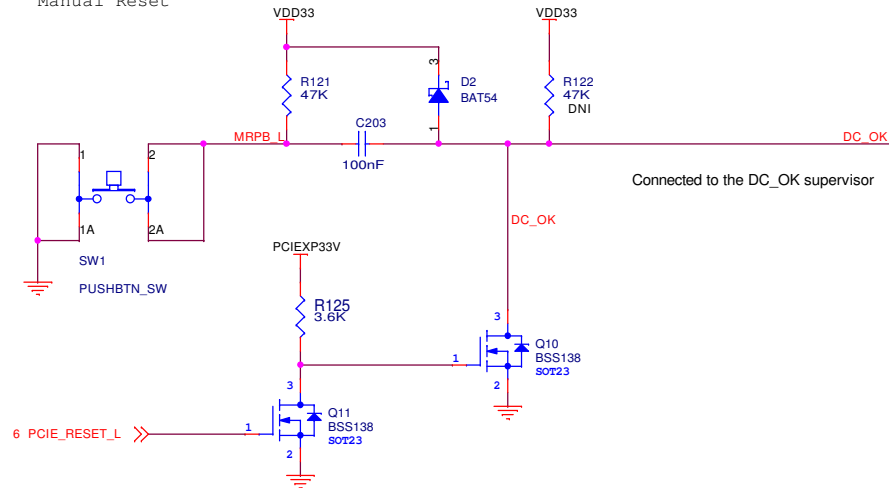 Manual Reset
VDD33
VDD33
R121
47K
3
D2
BAT54
1
R122
47K
DNI
C203
100nF
MRPB_L
DC_OK
1
2
1A
2A
SW1
PUSHBTN_SW
Connected to the DC_OK supervisor
DC_OK
PCIEXP33V
R125
3.6K
3
1
2
Q10
BSS138
SOT23
3
1
2
Q11
BSS138
SOT23
6 PCIE_RESET_L